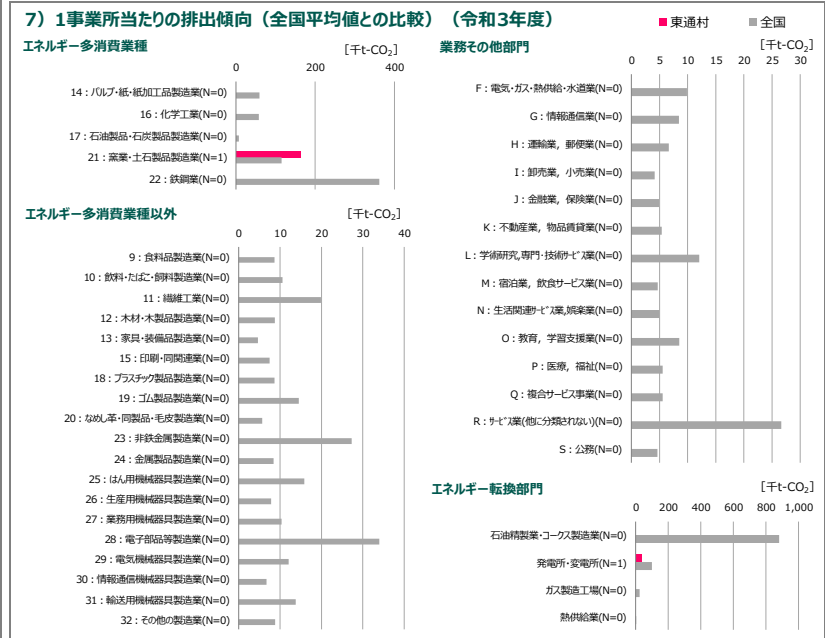 7）1事業所当たりの排出傾向（全国平均値との比較）（令和3年度）
■東通村 ■全国
エネルギー多消費業種
[千t-CO₂]
0 200 400
14：パルプ・紙・紙加工品製造業(N=0)
16：化学工業(N=0)
17：石油製品・石炭製品製造業(N=0)
21：窯業・土石製品製造業(N=1)
22：鉄鋼業(N=0)
エネルギー多消費業種以外
[千t-CO₂]
0 10 20 30 40
9：食料品製造業(N=0)
10：飲料・たばこ・飼料製造業(N=0)
11：繊維工業(N=0)
12：木材・木製品製造業(N=0)
13：家具・装備品製造業(N=0)
15：印刷・同関連業(N=0)
18：プラスチック製品製造業(N=0)
19：ゴム製品製造業(N=0)
20：なめし革・同製品・毛皮製造業(N=0)
23：非鉄金属製造業(N=0)
24：金属製品製造業(N=0)
25：はん用機械器具製造業(N=0)
26：生産用機械器具製造業(N=0)
27：業務用機械器具製造業(N=0)
28：電子部品等製造業(N=0)
29：電気機械器具製造業(N=0)
30：情報通信機械器具製造業(N=0)
31：輸送用機械器具製造業(N=0)
32：その他の製造業(N=0)
業務その他部門
[千t-CO₂]
0 5 10 15 20 25 30
F：電気・ガス・熱供給・水道業(N=0)
G：情報通信業(N=0)
H：運輸業，郵便業(N=0)
I：卸売業，小売業(N=0)
J：金融業，保険業(N=0)
K：不動産業，物品賃貸業(N=0)
L：学術研究,専門・技術ｻｰﾋﾞｽ業(N=0)
M：宿泊業，飲食サービス業(N=0)
N：生活関連ｻｰﾋﾞｽ業,娯楽業(N=0)
O：教育，学習支援業(N=0)
P：医療，福祉(N=0)
Q：複合サービス事業(N=0)
R：ｻｰﾋﾞｽ業(他に分類されない)(N=0)
S：公務(N=0)
エネルギー転換部門
[千t-CO₂]
0 200 400 600 800 1,000
石油精製業・コークス製造業(N=0)
発電所・変電所(N=1)
ガス製造工場(N=0)
熱供給業(N=0)